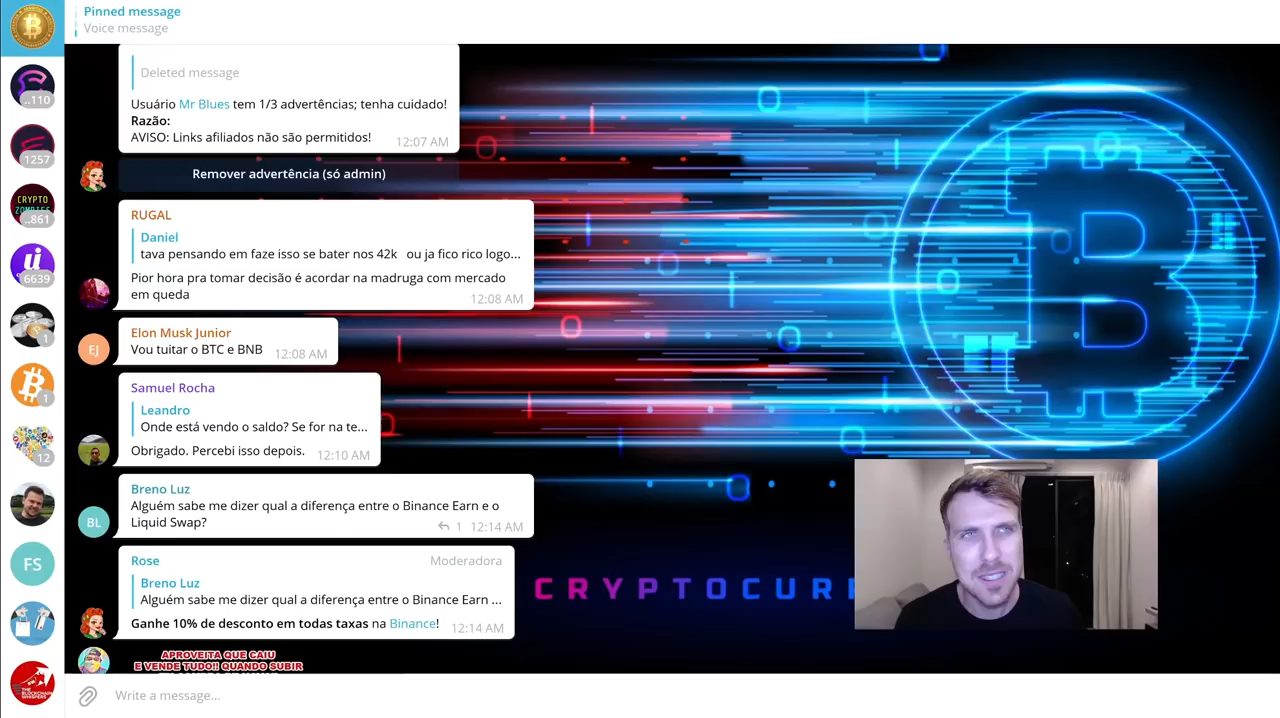 Pinned message
Voice message
Deleted message
Usuário Mr Blues tem 1/3 advertências; tenha cuidado!
Razão:
AVISO: Links afiliados não são permitidos!
12:07 AM
Remover advertência (só admin)
RUGAL
Daniel
tava pensando em faze isso se bater nos 42k ou ja fico rico logo...
Pior hora pra tomar decisão é acordar na madruga com mercado
em queda
12:08 AM
Elon Musk Junior
EJ
Vou tuitar o BTC e BNB
12:08 AM
Samuel Rocha
Leandro
Onde está vendo o saldo? Se for na te...
Obrigado. Percebi isso depois.
12:10 AM
Breno Luz
Alguém sabe me dizer qual a diferença entre o Binance Earn e o
Liquid Swap?
BL
1 12:14 AM
Rose Moderadora
Breno Luz
Alguém sabe me dizer qual a diferença entre o Binance Earn ...
Ganhe 10% de desconto em todas taxas na Binance!
12:14 AM
APROVEITA QUE CAIU
E VENDE TUDO!! QUANDO SUBIR
Write a message...
..110
1257
CRYPTO
ZOMBIES
..861
6639
1
1
12
FS
THE
BLOCKCHAIN
WHISPERS
CRYPTOCUR